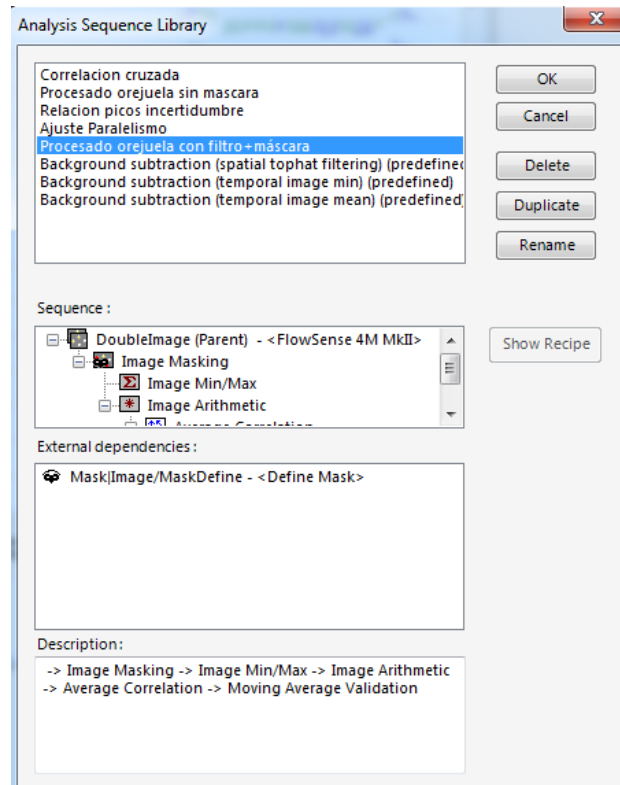 Analysis Sequence Library
Correlacion cruzada
Procesado orejuela sin mascara
Relacion picos incertidumbre
Ajuste Paralelismo
Procesado orejuela con filtro+máscara
Background subtraction (spatial tophat filtering) (predefined
Background subtraction (temporal image min) (predefined)
Background subtraction (temporal image mean) (predefined)
OK
Cancel
Delete
Duplicate
Rename
Sequence :
DoubleImage (Parent) - <FlowSense 4M MkII>
Image Masking
Image Min/Max
Image Arithmetic
Average Correlation
Show Recipe
External dependencies :
Mask|Image/MaskDefine - <Define Mask>
Description :
-> Image Masking -> Image Min/Max -> Image Arithmetic
-> Average Correlation -> Moving Average Validation